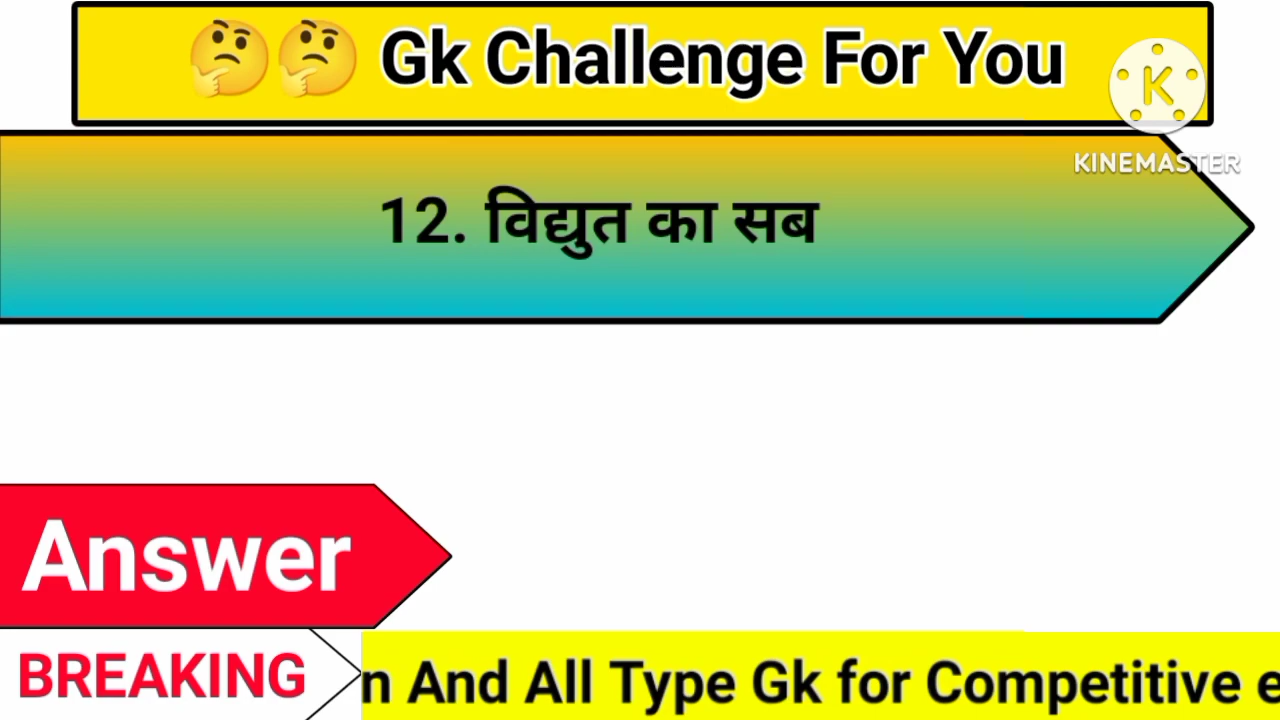 🤔🤔 Gk Challenge For You
K
KINEMASTER
12. विद्युत का सब
Answer
BREAKING
n And All Type Gk for Competitive e